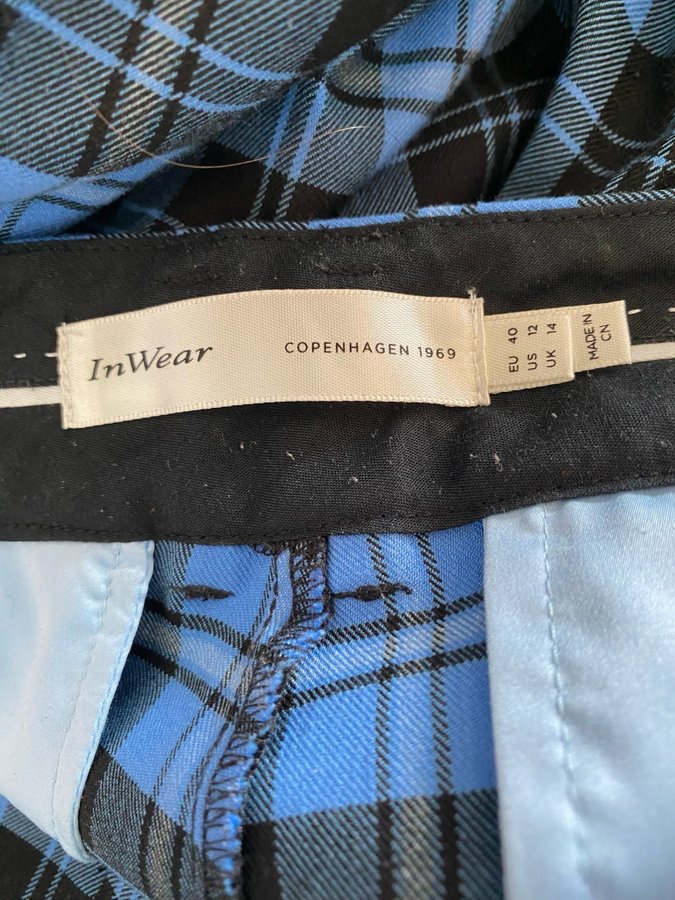 InWear
COPENHAGEN 1969
EU 40
US 12
UK 14
MADE IN
CN